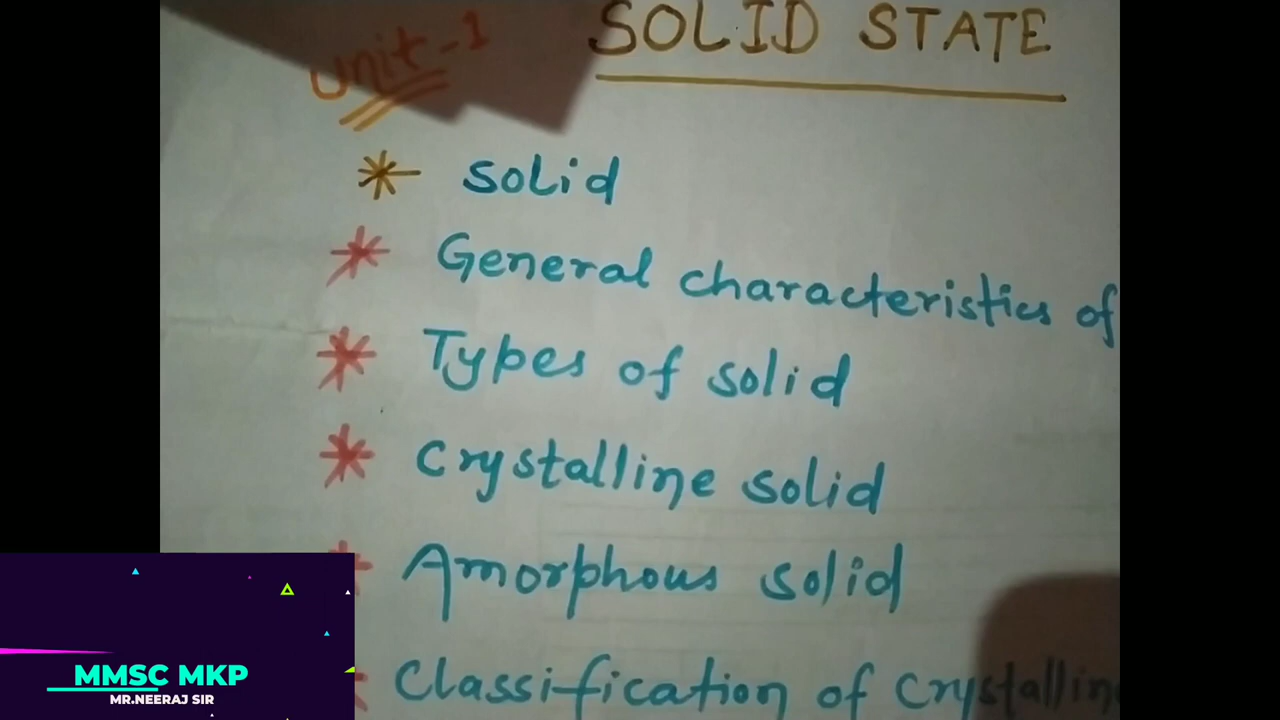 Unit-1
SOLID STATE
Solid
General characteristics of
Types of solid
Crystalline solid
Amorphous solid
Classification of Crystalline
MMSC MKP
MR.NEERAJ SIR